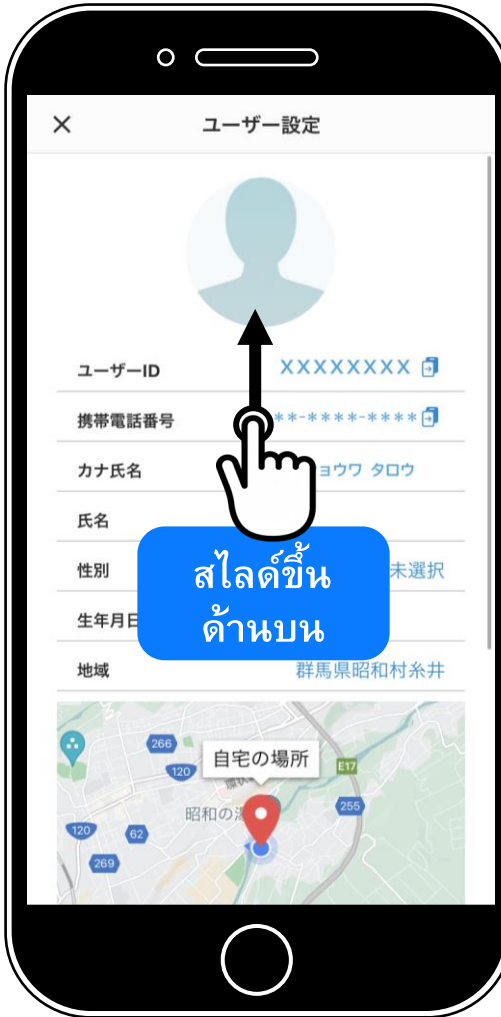 × ユーザー設定
ユーザーID XXXXXXXX
携帯電話番号 **-****-****
カナ氏名 ョウワ タロウ
氏名
性別 未選択
สไลด์ขึ้น
ด้านบน
生年月日
地域 群馬県昭和村糸井
266
自宅の場所
120
E17
昭和の
255
120
62
269